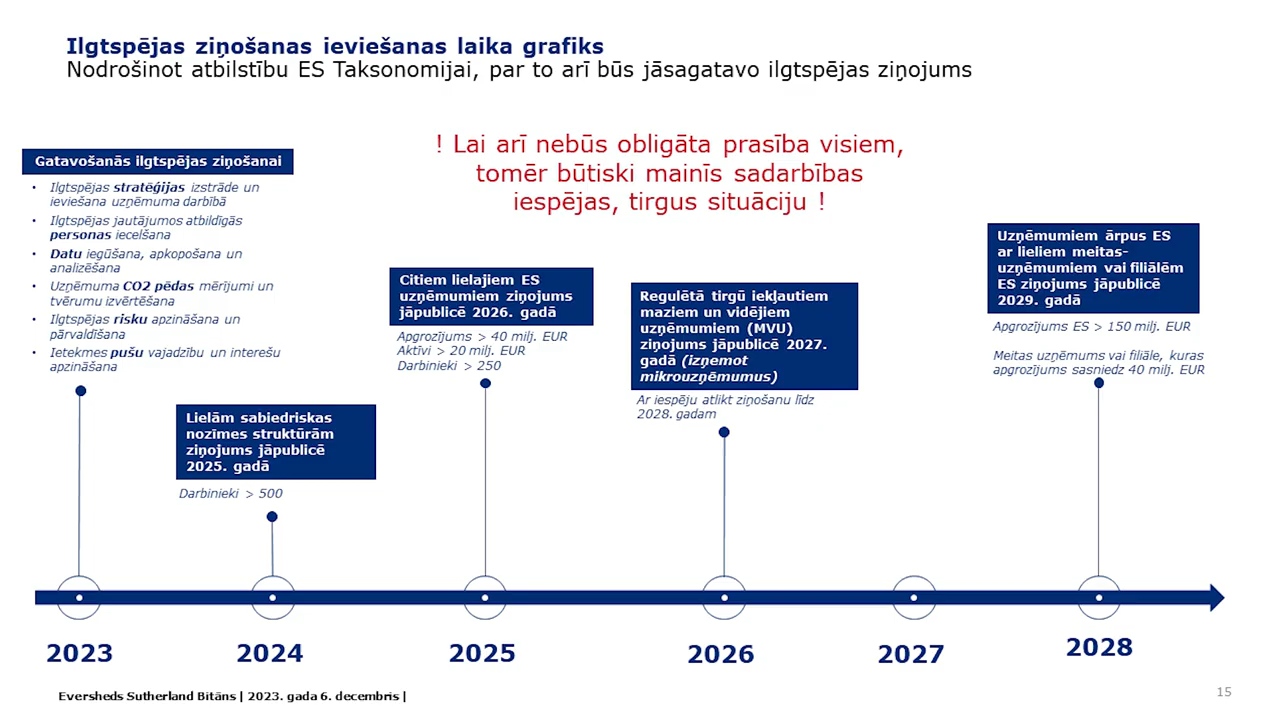 Ilgtspējas ziņošanas ieviešanas laika grafiks
Nodrošinot atbilstību ES Taksonomijai, par to arī būs jāsagatavo ilgtspējas ziņojums
! Lai arī nebūs obligāta prasība visiem,
tomēr būtiski mainīs sadarbības
iespējas, tirgus situāciju !
Gatavošanās ilgtspējas ziņošanai
• Ilgtspējas stratēģijas izstrāde un
ieviešana uzņēmuma darbībā
• Ilgtspējas jautājumos atbildīgās
personas iecelšana
• Datu iegūšana, apkopošana un
analizēšana
• Uzņēmuma CO2 pēdas mērījumi un
tvērumu izvērtēšana
• Ilgtspējas risku apzināšana un
pārvaldīšana
• Ietekmes pušu vajadzību un interešu
apzināšana
Lielām sabiedriskas
nozīmes struktūrām
ziņojums jāpublicē
2025. gadā
Darbinieki > 500
Citiem lielajiem ES
uzņēmumiem ziņojums
jāpublicē 2026. gadā
Apgrozījums > 40 milj. EUR
Aktīvi > 20 milj. EUR
Darbinieki > 250
Regulētā tirgū iekļautiem
maziem un vidējiem
uzņēmumiem (MVU)
ziņojums jāpublicē 2027.
gadā (izņemot
mikrouzņēmumus)
Ar iespēju atlikt ziņošanu līdz
2028. gadam
Uzņēmumiem ārpus ES
ar lieliem meitas-
uzņēmumiem vai filiālēm
ES ziņojums jāpublicē
2029. gadā
Apgrozījums ES > 150 milj. EUR
Meitas uzņēmums vai filiāle, kuras
apgrozījums sasniedz 40 milj. EUR
2023
2024
2025
2026
2027
2028
Eversheds Sutherland Bitāns | 2023. gada 6. decembris |
15